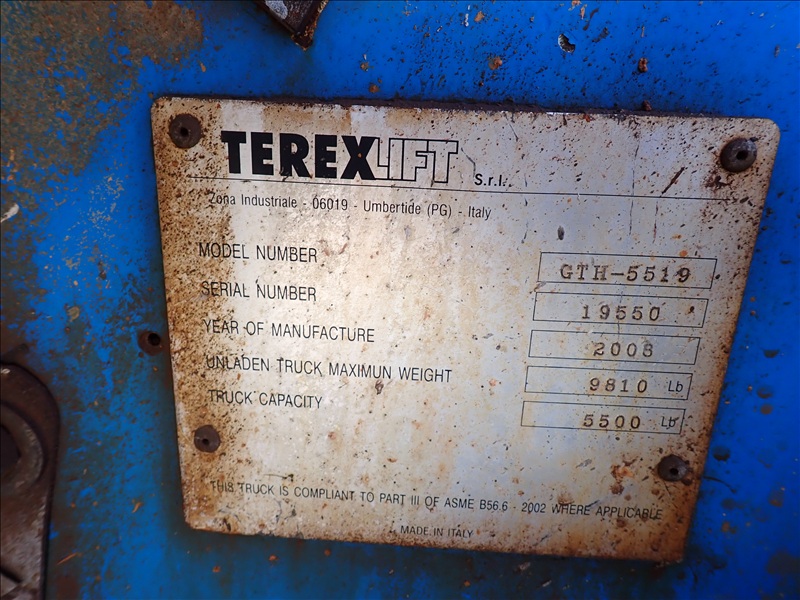 TEREXLIFT S.r.l.
Zona Industriale - 06019 - Umbertide (PG) - Italy
MODEL NUMBER GTH-5519
SERIAL NUMBER 19550
YEAR OF MANUFACTURE 2008
UNLADEN TRUCK MAXIMUN WEIGHT 9810 Lb
TRUCK CAPACITY 5500 Lb
THIS TRUCK IS COMPLIANT TO PART III OF ASME B56.6 - 2002 WHERE APPLICABLE
MADE IN ITALY